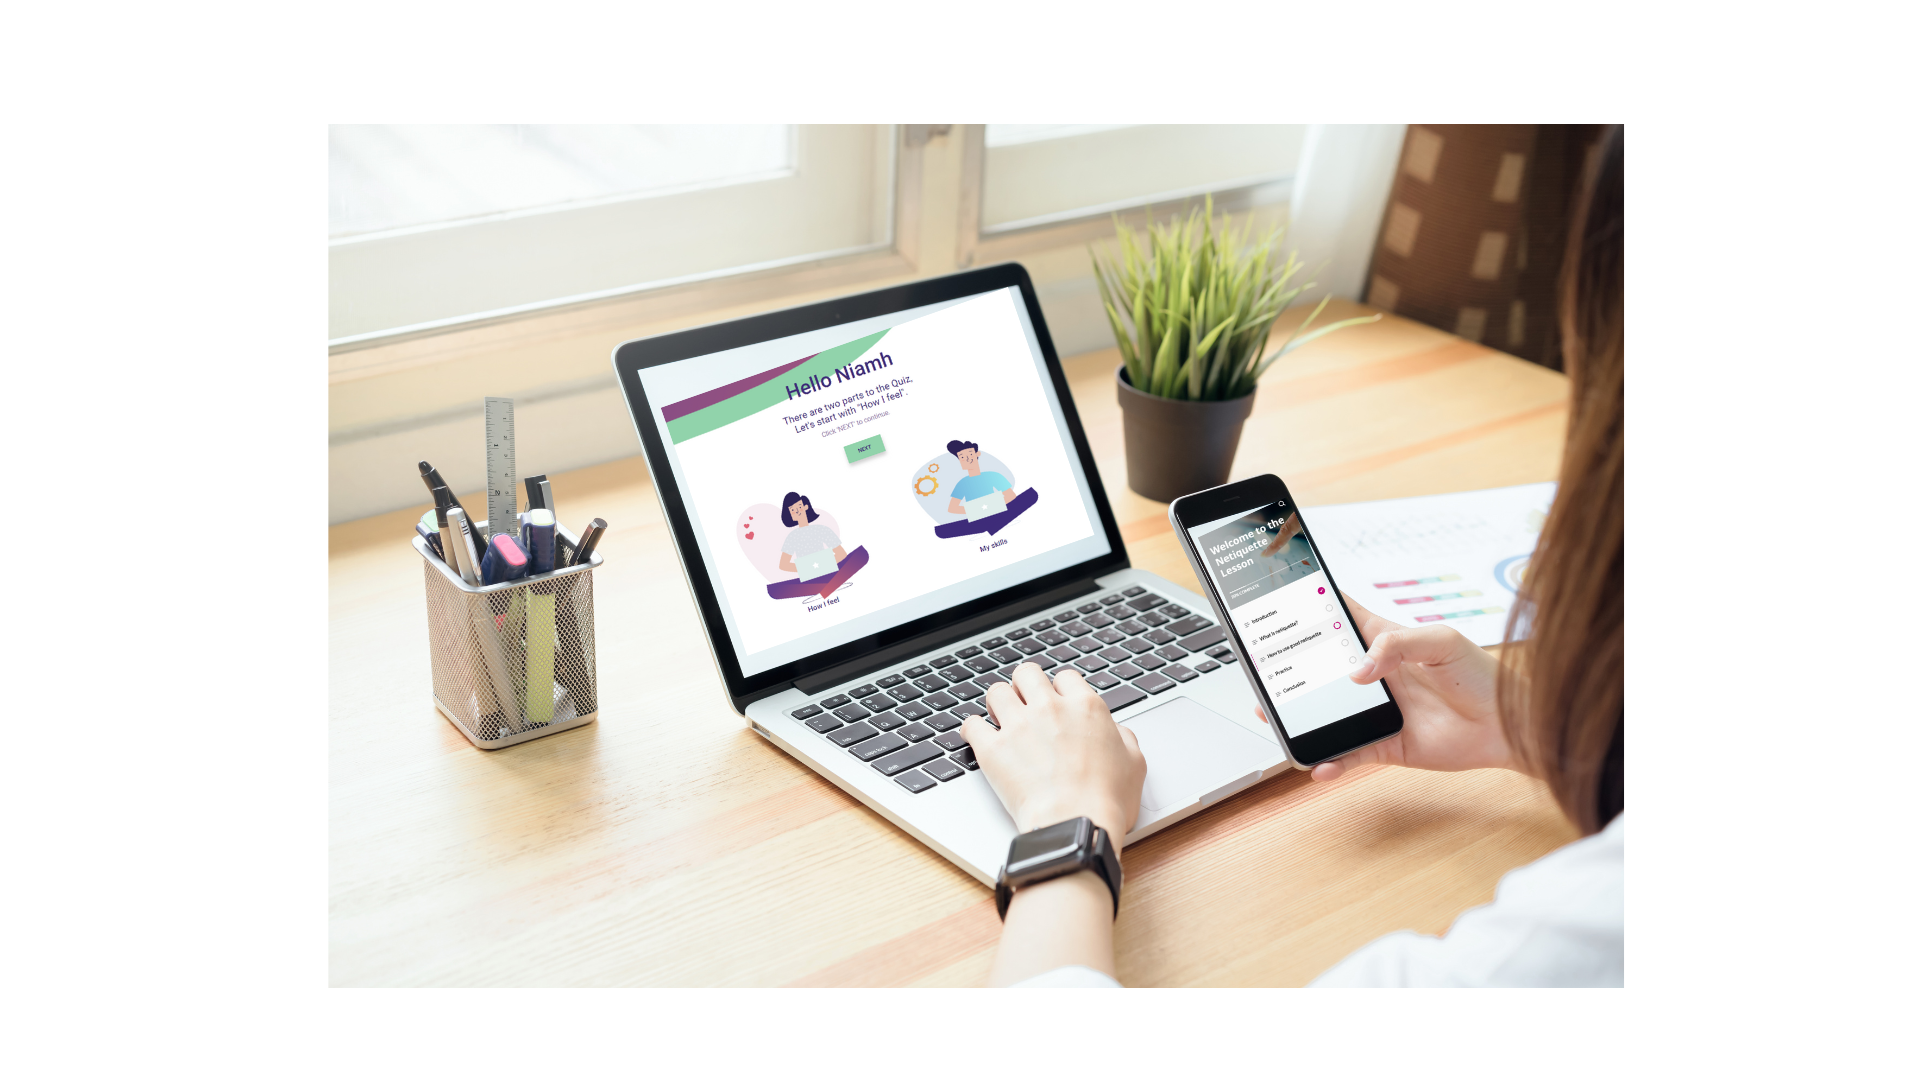 Hello Niamh
There are two parts to the Quiz,
Let's start with "How I feel".
Click 'NEXT' to continue.
NEXT
How I feel
My skills
Welcome to the
Netiquette
Lesson
Introduction
What is netiquette?
How to use good netiquette
Practice
Conclusion